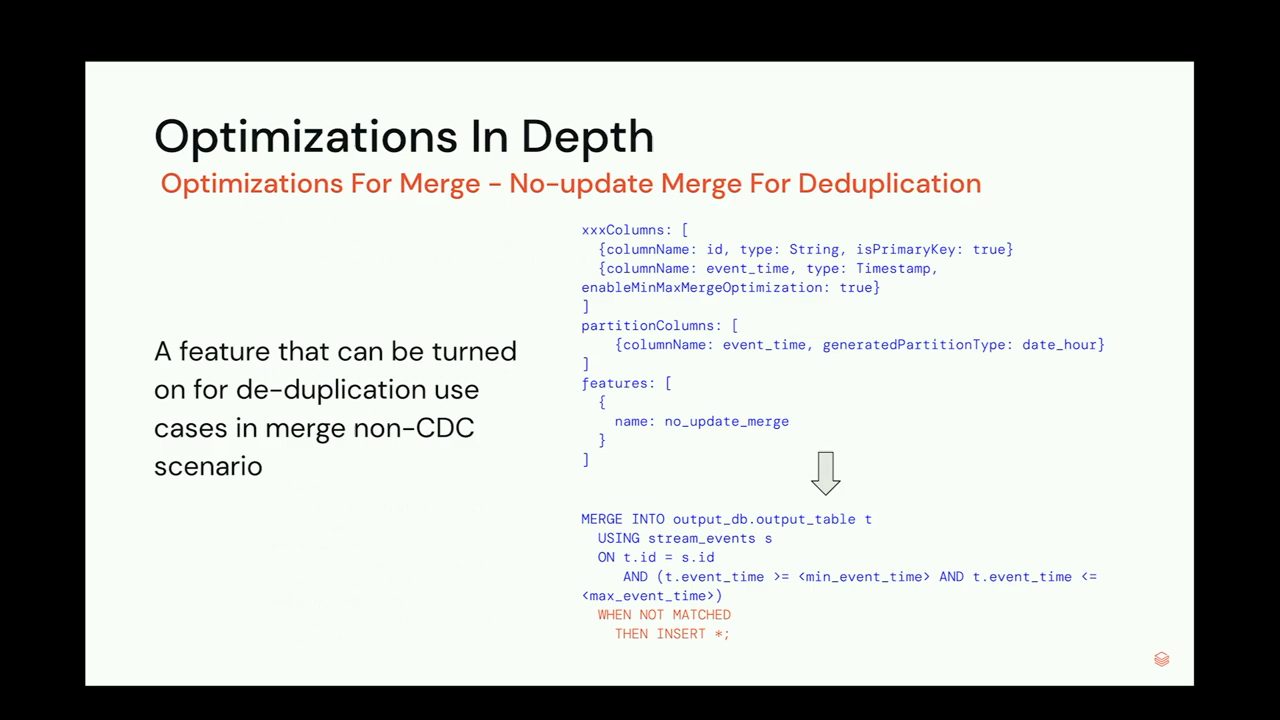 Optimizations In Depth
Optimizations For Merge - No-update Merge For Deduplication
A feature that can be turned
on for de-duplication use
cases in merge non-CDC
scenario
xxxColumns: [
{columnName: id, type: String, isPrimaryKey: true}
{columnName: event_time, type: Timestamp,
enableMinMaxMergeOptimization: true}
]
partitionColumns: [
{columnName: event_time, generatedPartitionType: date_hour}
]
features: [
{
name: no_update_merge
}
]
MERGE INTO output_db.output_table t
USING stream_events s
ON t.id = s.id
AND (t.event_time >= <min_event_time> AND t.event_time <=
<max_event_time>)
WHEN NOT MATCHED
THEN INSERT *;